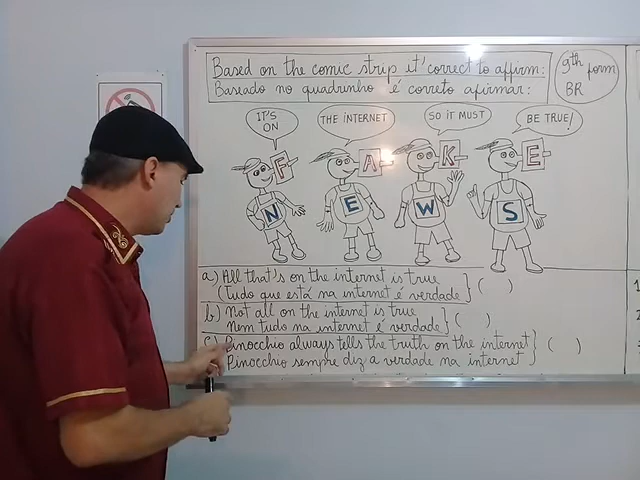 Based on the comic strip it' correct to affirm:
Baseado no quadrinho é correto afirmar:
9th form
BR
IT'S
ON
THE INTERNET
SO IT MUST
BE TRUE!
F A K E
N E W S
a) All that's on the internet is true
(Tudo que está na internet é verdade ( )
b) Not all on the internet is true
Nem tudo na internet é verdade ( )
c) Pinocchio always tells the truth on the internet
Pinocchio sempre diz a verdade na internet ( )